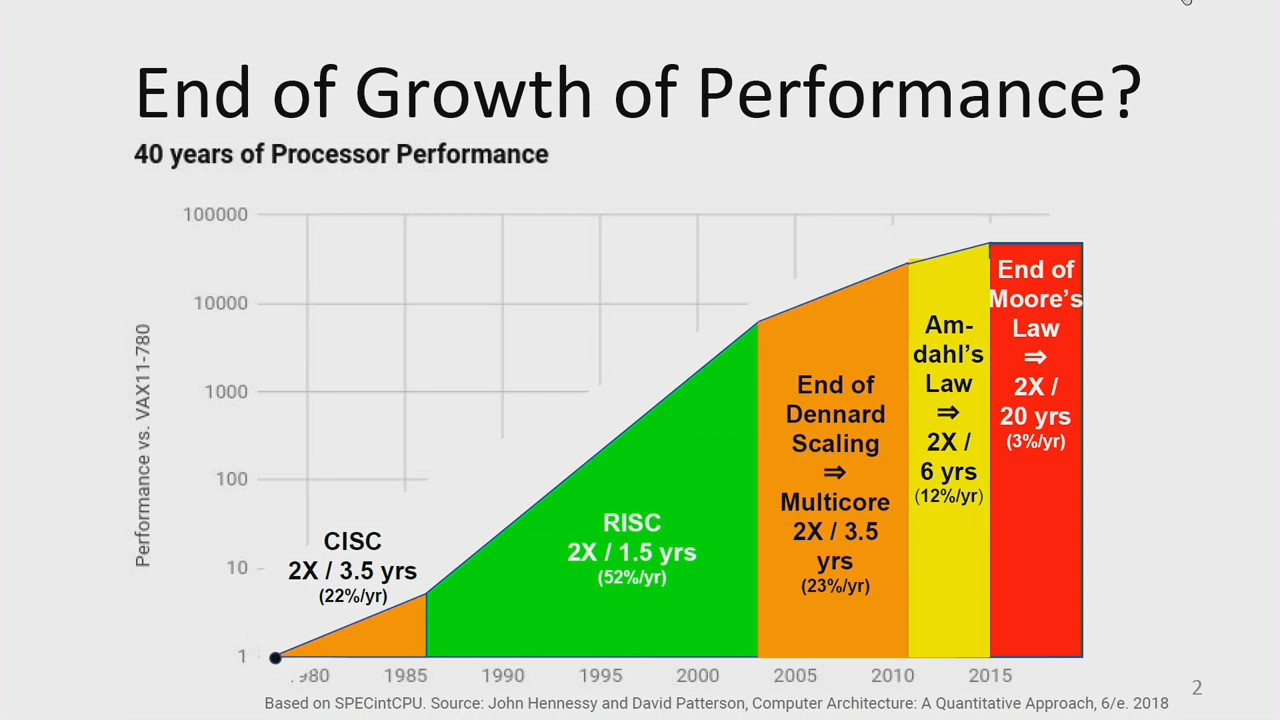 End of Growth of Performance?
40 years of Processor Performance
Performance vs. VAX11-780
100000
10000
1000
100
10
1
CISC
2X / 3.5 yrs
(22%/yr)
RISC
2X / 1.5 yrs
(52%/yr)
End of
Dennard
Scaling
⇒
Multicore
2X / 3.5
yrs
(23%/yr)
Am-
dahl’s
Law
⇒
2X /
6 yrs
(12%/yr)
End of
Moore’s
Law
⇒
2X /
20 yrs
(3%/yr)
1985 1990 1995 2000 2005 2010 2015
Based on SPECintCPU. Source: John Hennessy and David Patterson, Computer Architecture: A Quantitative Approach, 6/e. 2018
2